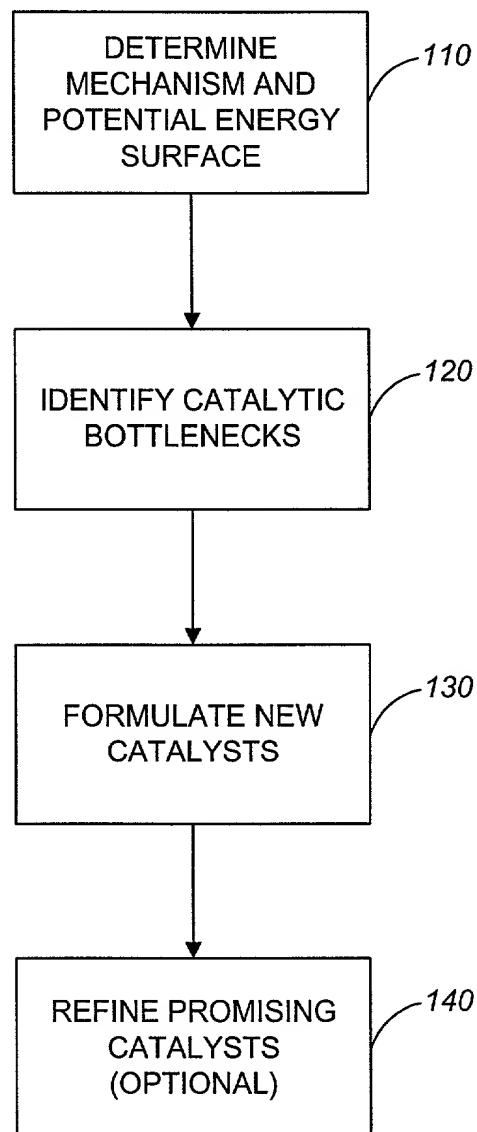 DETERMINE
MECHANISM AND
POTENTIAL ENERGY
SURFACE
110
IDENTIFY CATALYTIC
BOTTLENECKS
120
FORMULATE NEW
CATALYSTS
130
REFINE PROMISING
CATALYSTS
(OPTIONAL)
140